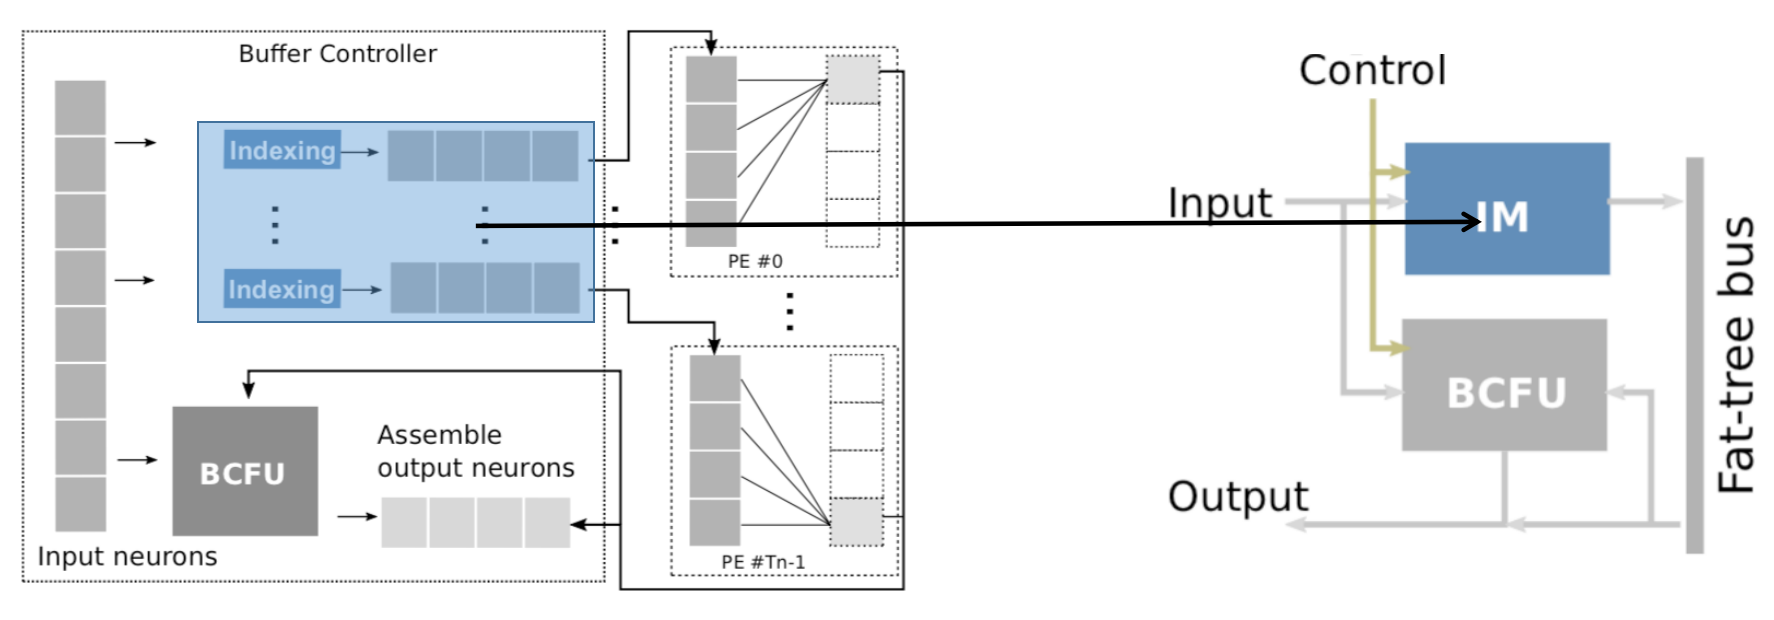 Buffer Controller
Indexing
Indexing
BCFU
Assemble
output neurons
Input neurons
PE #0
PE #Tn-1
Control
Input
IM
BCFU
Output
Fat-tree bus